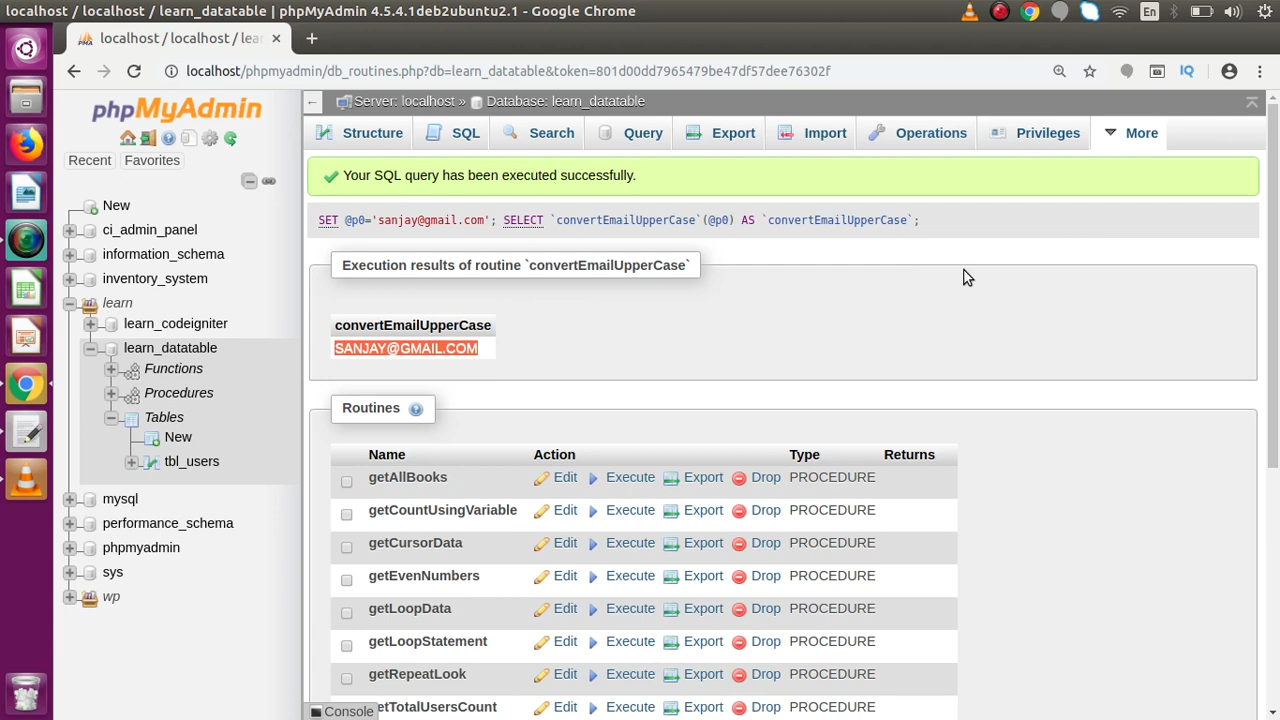 localhost / localhost / learn_datatable | phpMyAdmin 4.5.4.1deb2ubuntu2.1 - Google Chrome
En
localhost / localhost / lear
localhost/phpmyadmin/db_routines.php?db=learn_datatable&token=801d00dd7965479be47df57dee76302f
IQ
phpMyAdmin
Recent Favorites
New
ci_admin_panel
information_schema
inventory_system
learn
learn_codeigniter
learn_datatable
Functions
Procedures
Tables
New
tbl_users
mysql
performance_schema
phpmyadmin
sys
wp
Server: localhost » Database: learn_datatable
Structure SQL Search Query Export Import Operations Privileges More
Your SQL query has been executed successfully.
SET @p0='sanjay@gmail.com'; SELECT `convertEmailUpperCase`(@p0) AS `convertEmailUpperCase`;
Execution results of routine `convertEmailUpperCase`
convertEmailUpperCase
SANJAY@GMAIL.COM
Routines
Name Action Type Returns
getAllBooks Edit Execute Export Drop PROCEDURE
getCountUsingVariable Edit Execute Export Drop PROCEDURE
getCursorData Edit Execute Export Drop PROCEDURE
getEvenNumbers Edit Execute Export Drop PROCEDURE
getLoopData Edit Execute Export Drop PROCEDURE
getLoopStatement Edit Execute Export Drop PROCEDURE
getRepeatLook Edit Execute Export Drop PROCEDURE
etTotalUsersCount Edit Execute Export Drop PROCEDURE
Console